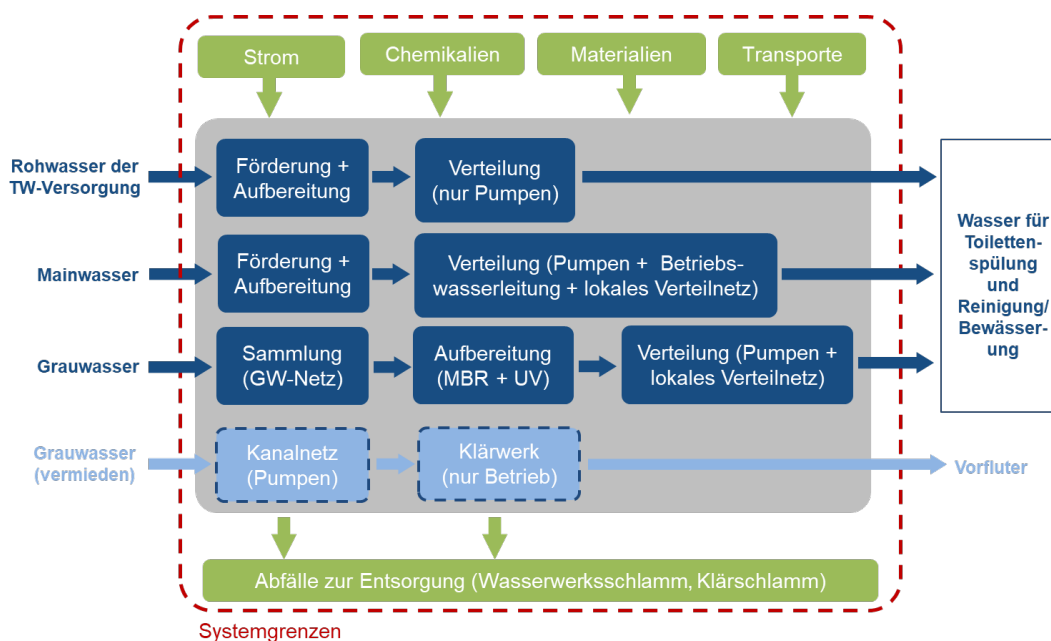 Strom
Chemikalien
Materialien
Transporte
Rohwasser der
TW-Versorgung
Förderung +
Aufbereitung
Verteilung
(nur Pumpen)
Mainwasser
Förderung +
Aufbereitung
Verteilung (Pumpen + Betriebs-
wasserleitung + lokales Verteilnetz)
Grauwasser
Sammlung
(GW-Netz)
Aufbereitung
(MBR + UV)
Verteilung (Pumpen +
lokales Verteilnetz)
Wasser für
Toiletten-
spülung
und
Reinigung/
Bewässer-
ung
Grauwasser
(vermieden)
Kanalnetz
(Pumpen)
Klärwerk
(nur Betrieb)
Vorfluter
Abfälle zur Entsorgung (Wasserwerksschlamm, Klärschlamm)
Systemgrenzen